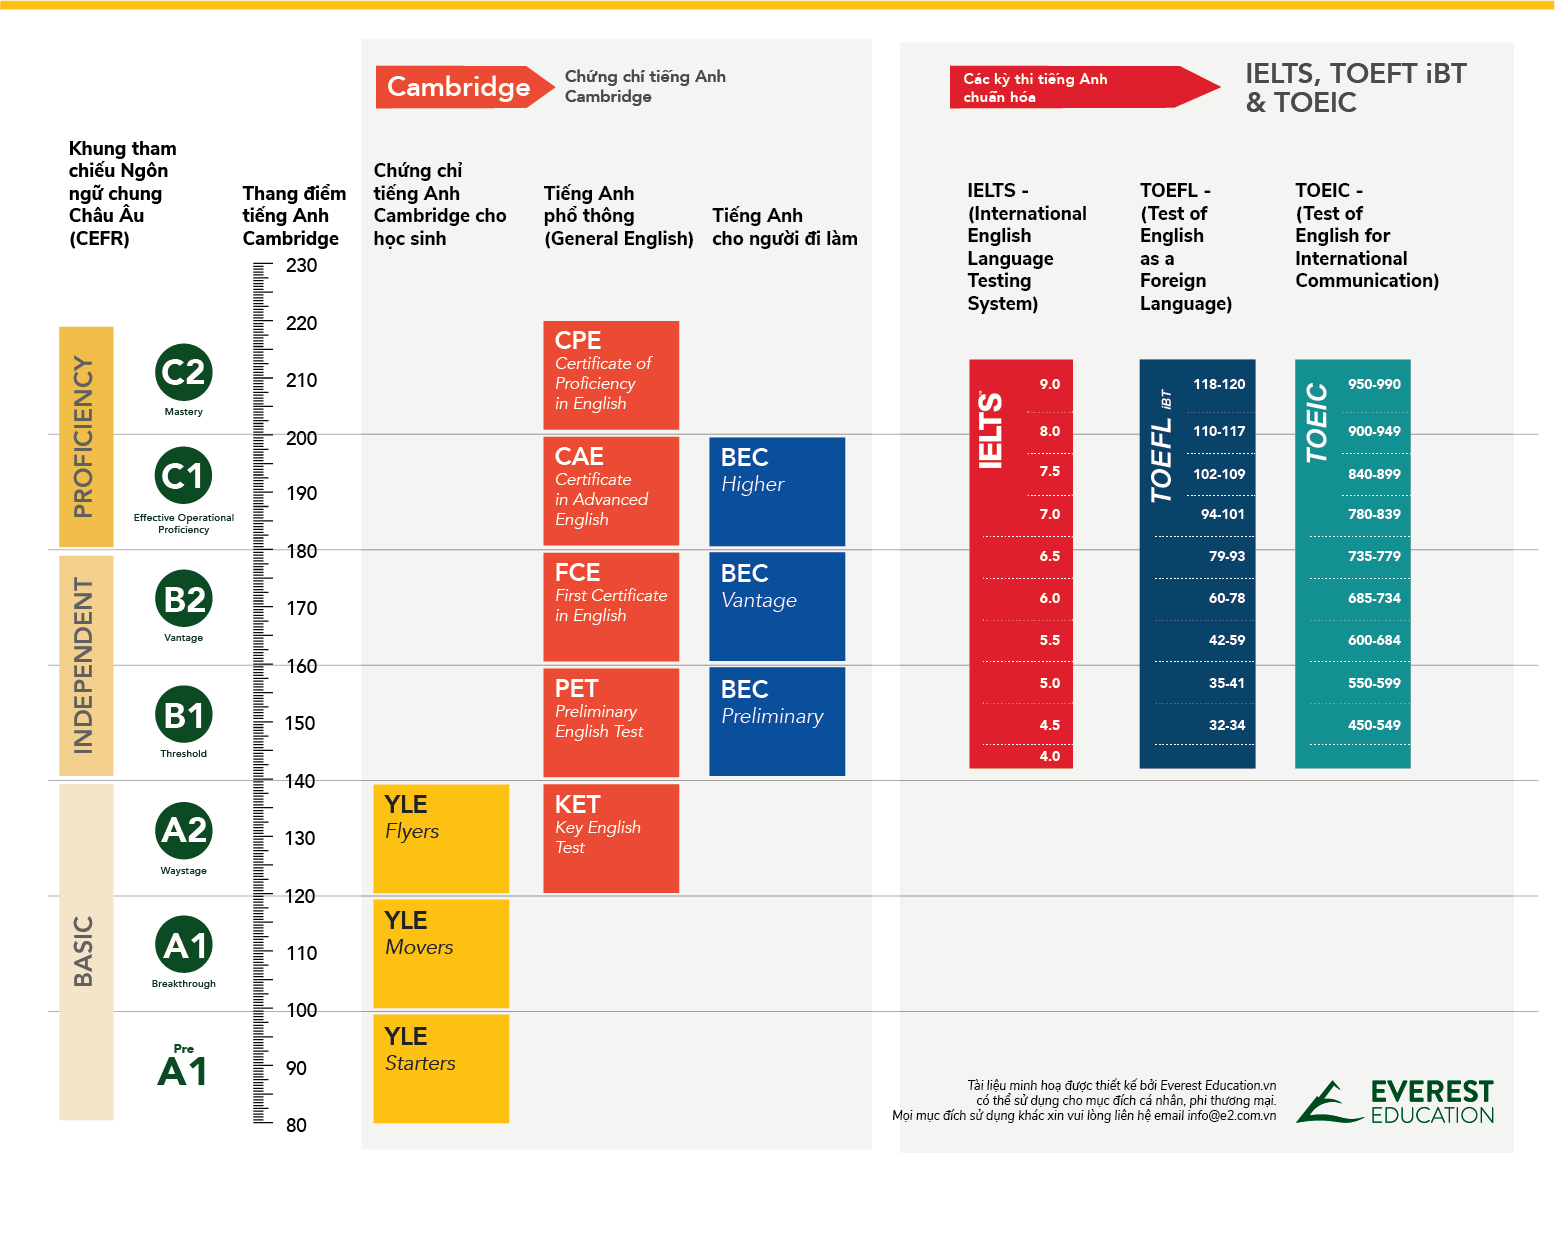 Cambridge
Chứng chỉ tiếng Anh
Cambridge
Các kỳ thi tiếng Anh
chuẩn hóa
IELTS, TOEFT iBT
& TOEIC
Khung tham
chiếu Ngôn
ngữ chung
Châu Âu
(CEFR)
Thang điểm
tiếng Anh
Cambridge
Chứng chỉ
tiếng Anh
Cambridge cho
học sinh
Tiếng Anh
phổ thông
(General English)
Tiếng Anh
cho người đi làm
IELTS -
(International
English
Language
Testing
System)
TOEFL -
(Test of
English
as a
Foreign
Language)
TOEIC -
(Test of
English for
International
Communication)
PROFICIENCY
INDEPENDENT
BASIC
C2
Mastery
C1
Effective Operational
Proficiency
B2
Vantage
B1
Threshold
A2
Waystage
A1
Breakthrough
Pre
A1
230
220
210
200
190
180
170
160
150
140
130
120
110
100
90
80
YLE
Flyers
YLE
Movers
YLE
Starters
CPE
Certificate of
Proficiency
in English
CAE
Certificate
in Advanced
English
FCE
First Certificate
in English
PET
Preliminary
English Test
KET
Key English
Test
BEC
Higher
BEC
Vantage
BEC
Preliminary
IELTS
9.0
8.0
7.5
7.0
6.5
6.0
5.5
5.0
4.5
4.0
TOEFL iBT
118-120
110-117
102-109
94-101
79-93
60-78
42-59
35-41
32-34
TOEIC
950-990
900-949
840-899
780-839
735-779
685-734
600-684
550-599
450-549
Tài liệu minh hoạ được thiết kế bởi Everest Education.vn
có thể sử dụng cho mục đích cá nhân, phi thương mại.
Mọi mục đích sử dụng khác xin vui lòng liên hệ email info@e2.com.vn
EVEREST
EDUCATION